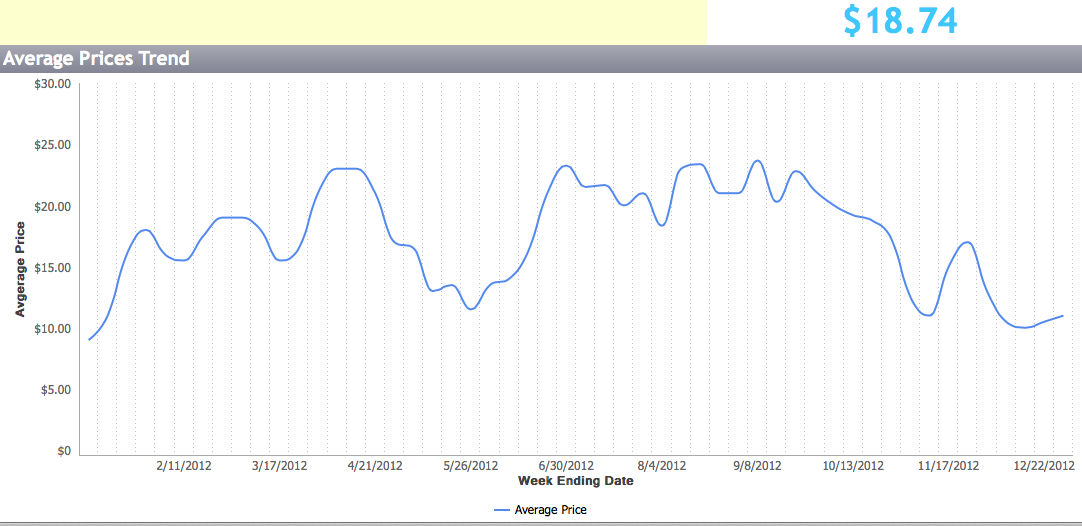 $18.74
Average Prices Trend
$30.00
$25.00
$20.00
$15.00
$10.00
$5.00
$0
Avgerage Price
2/11/2012 3/17/2012 4/21/2012 5/26/2012 6/30/2012 8/4/2012 9/8/2012 10/13/2012 11/17/2012 12/22/2012
Week Ending Date
Average Price